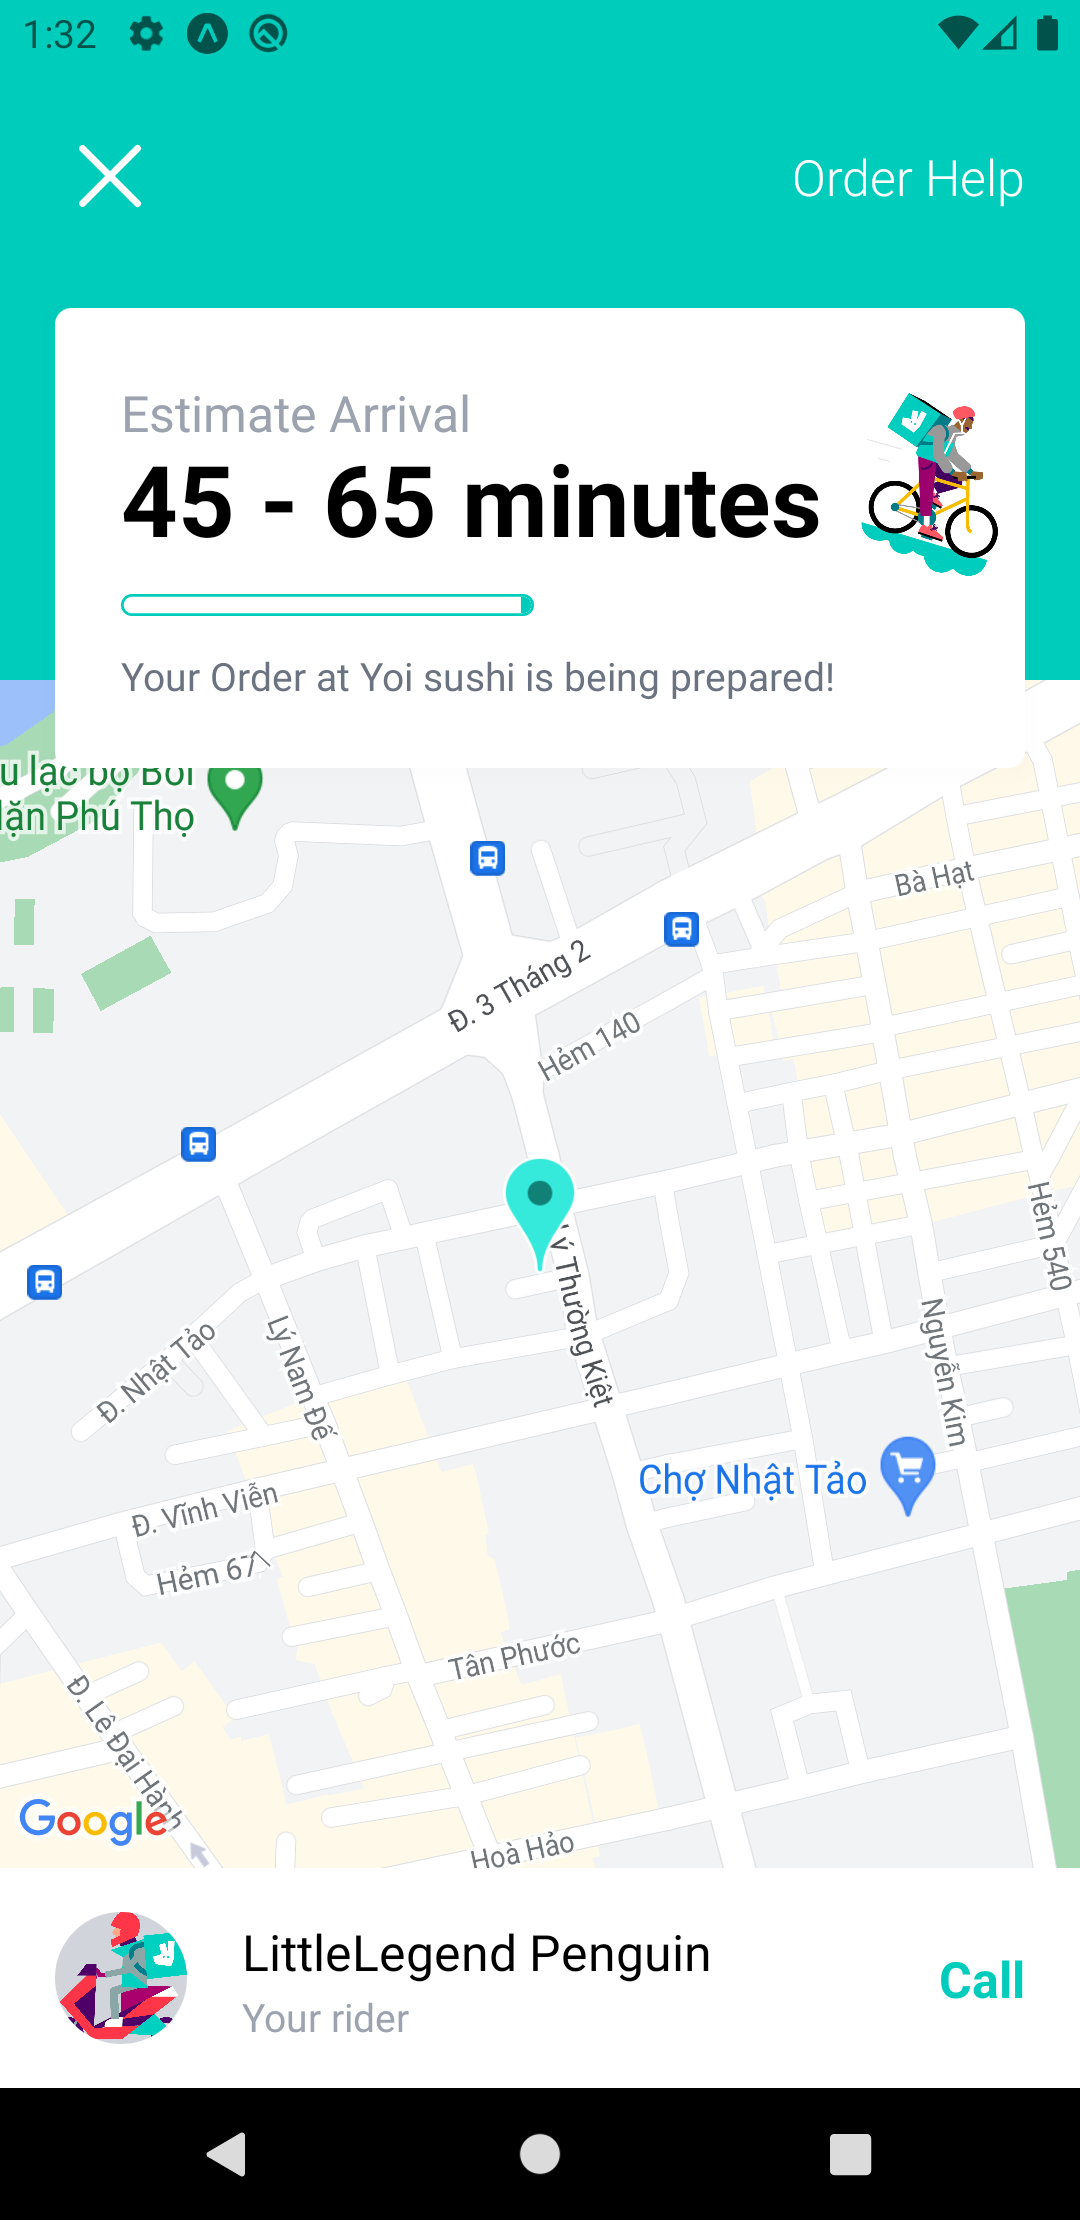 1:32
Order Help
Estimate Arrival
45 - 65 minutes
Your Order at Yoi sushi is being prepared!
u lạc bộ Bơi
lặn Phú Thọ
Bà Hạt
Đ. 3 Tháng 2
Hẻm 140
Hẻm 540
Lý Thường Kiệt
Đ. Nhật Tảo
Lý Nam Đế
Nguyễn Kim
Chợ Nhật Tảo
Đ. Vĩnh Viễn
Hẻm 67
Tân Phước
Đ. Lê Đại Hành
Google
Hoà Hảo
LittleLegend Penguin
Your rider
Call